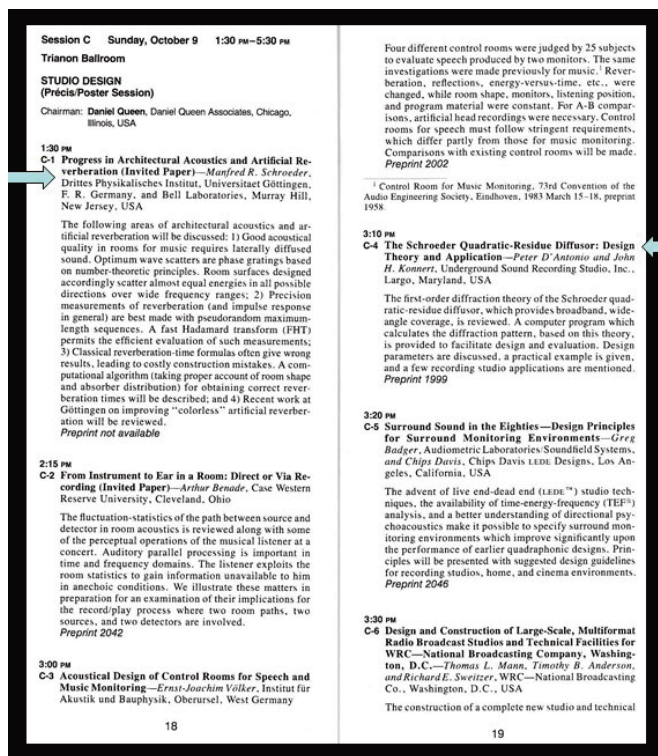 Session C Sunday, October 9 1:30 PM–5:30 PM
Trianon Ballroom
STUDIO DESIGN
(Précis/Poster Session)
Chairman: Daniel Queen, Daniel Queen Associates, Chicago,
Illinois, USA
1:30 PM
C-1 Progress in Architectural Acoustics and Artificial Re-
verberation (Invited Paper)—Manfred R. Schroeder,
Drittes Physikalisches Institut, Universitaet Göttingen,
F. R. Germany, and Bell Laboratories, Murray Hill,
New Jersey, USA
The following areas of architectural acoustics and ar-
tificial reverberation will be discussed: 1) Good acoustical
quality in rooms for music requires laterally diffused
sound. Optimum wave scatters are phase gratings based
on number-theoretic principles. Room surfaces designed
accordingly scatter almost equal energies in all possible
directions over wide frequency ranges; 2) Precision
measurements of reverberation (and impulse response
in general) are best made with pseudorandom maximum-
length sequences. A fast Hadamard transform (FHT)
permits the efficient evaluation of such measurements;
3) Classical reverberation-time formulas often give wrong
results, leading to costly construction mistakes. A com-
putational algorithm (taking proper account of room shape
and absorber distribution) for obtaining correct rever-
beration times will be described; and 4) Recent work at
Göttingen on improving "colorless" artificial reverber-
ation will be reviewed.
Preprint not available
2:15 PM
C-2 From Instrument to Ear in a Room: Direct or Via Re-
cording (Invited Paper)—Arthur Benade, Case Western
Reserve University, Cleveland, Ohio
The fluctuation-statistics of the path between source and
detector in room acoustics is reviewed along with some
of the perceptual operations of the musical listener at a
concert. Auditory parallel processing is important in
time and frequency domains. The listener exploits the
room statistics to gain information unavailable to him
in anechoic conditions. We illustrate these matters in
preparation for an examination of their implications for
the record/play process where two room paths, two
sources, and two detectors are involved.
Preprint 2042
3:00 PM
C-3 Acoustical Design of Control Rooms for Speech and
Music Monitoring—Ernst-Joachim Völker, Institut für
Akustik und Bauphysik, Oberursel, West Germany
18
Four different control rooms were judged by 25 subjects
to evaluate speech produced by two monitors. The same
investigations were made previously for music.¹ Rever-
beration, reflections, energy-versus-time, etc., were
changed, while room shape, monitors, listening position,
and program material were constant. For A-B compar-
isons, artificial head recordings were necessary. Control
rooms for speech must follow stringent requirements,
which differ partly from those for music monitoring.
Comparisons with existing control rooms will be made.
Preprint 2002
¹ Control Room for Music Monitoring, 73rd Convention of the
Audio Engineering Society, Eindhoven, 1983 March 15–18, preprint
1958.
3:10 PM
C-4 The Schroeder Quadratic-Residue Diffusor: Design
Theory and Application—Peter D'Antonio and John
H. Konnert, Underground Sound Recording Studio, Inc.,
Largo, Maryland, USA
The first-order diffraction theory of the Schroeder quad-
ratic-residue diffusor, which provides broadband, wide-
angle coverage, is reviewed. A computer program which
calculates the diffraction pattern, based on this theory,
is provided to facilitate design and evaluation. Design
parameters are discussed, a practical example is given,
and a few recording studio applications are mentioned.
Preprint 1999
3:20 PM
C-5 Surround Sound in the Eighties—Design Principles
for Surround Monitoring Environments—Greg
Badger, Audiometric Laboratories/Soundfield Systems,
and Chips Davis, Chips Davis LEDE Designs, Los An-
geles, California, USA
The advent of live end-dead end (LEDE™) studio tech-
niques, the availability of time-energy-frequency (TEF®)
analysis, and a better understanding of directional psy-
choacoustics make it possible to specify surround mon-
itoring environments which improve significantly upon
the performance of earlier quadraphonic designs. Prin-
ciples will be presented with suggested design guidelines
for recording studios, home, and cinema environments.
Preprint 2046
3:30 PM
C-6 Design and Construction of Large-Scale, Multiformat
Radio Broadcast Studios and Technical Facilities for
WRC—National Broadcasting Company, Washing-
ton, D.C.—Thomas L. Mann, Timothy B. Anderson,
and Richard E. Sweitzer, WRC—National Broadcasting
Co., Washington, D.C., USA
The construction of a complete new studio and technical
19